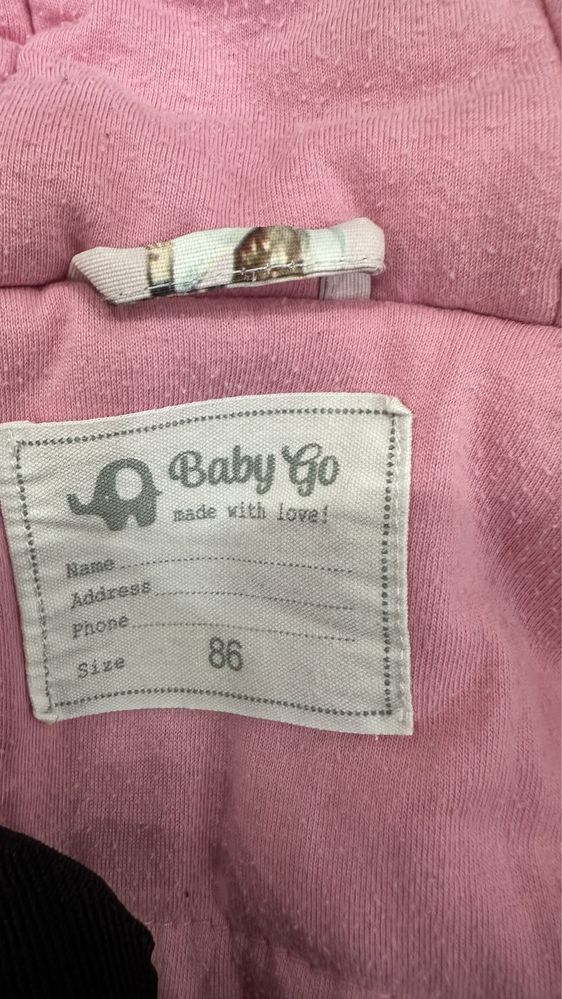 Baby Go
made with love!
Name
Address
Phone
Size 86